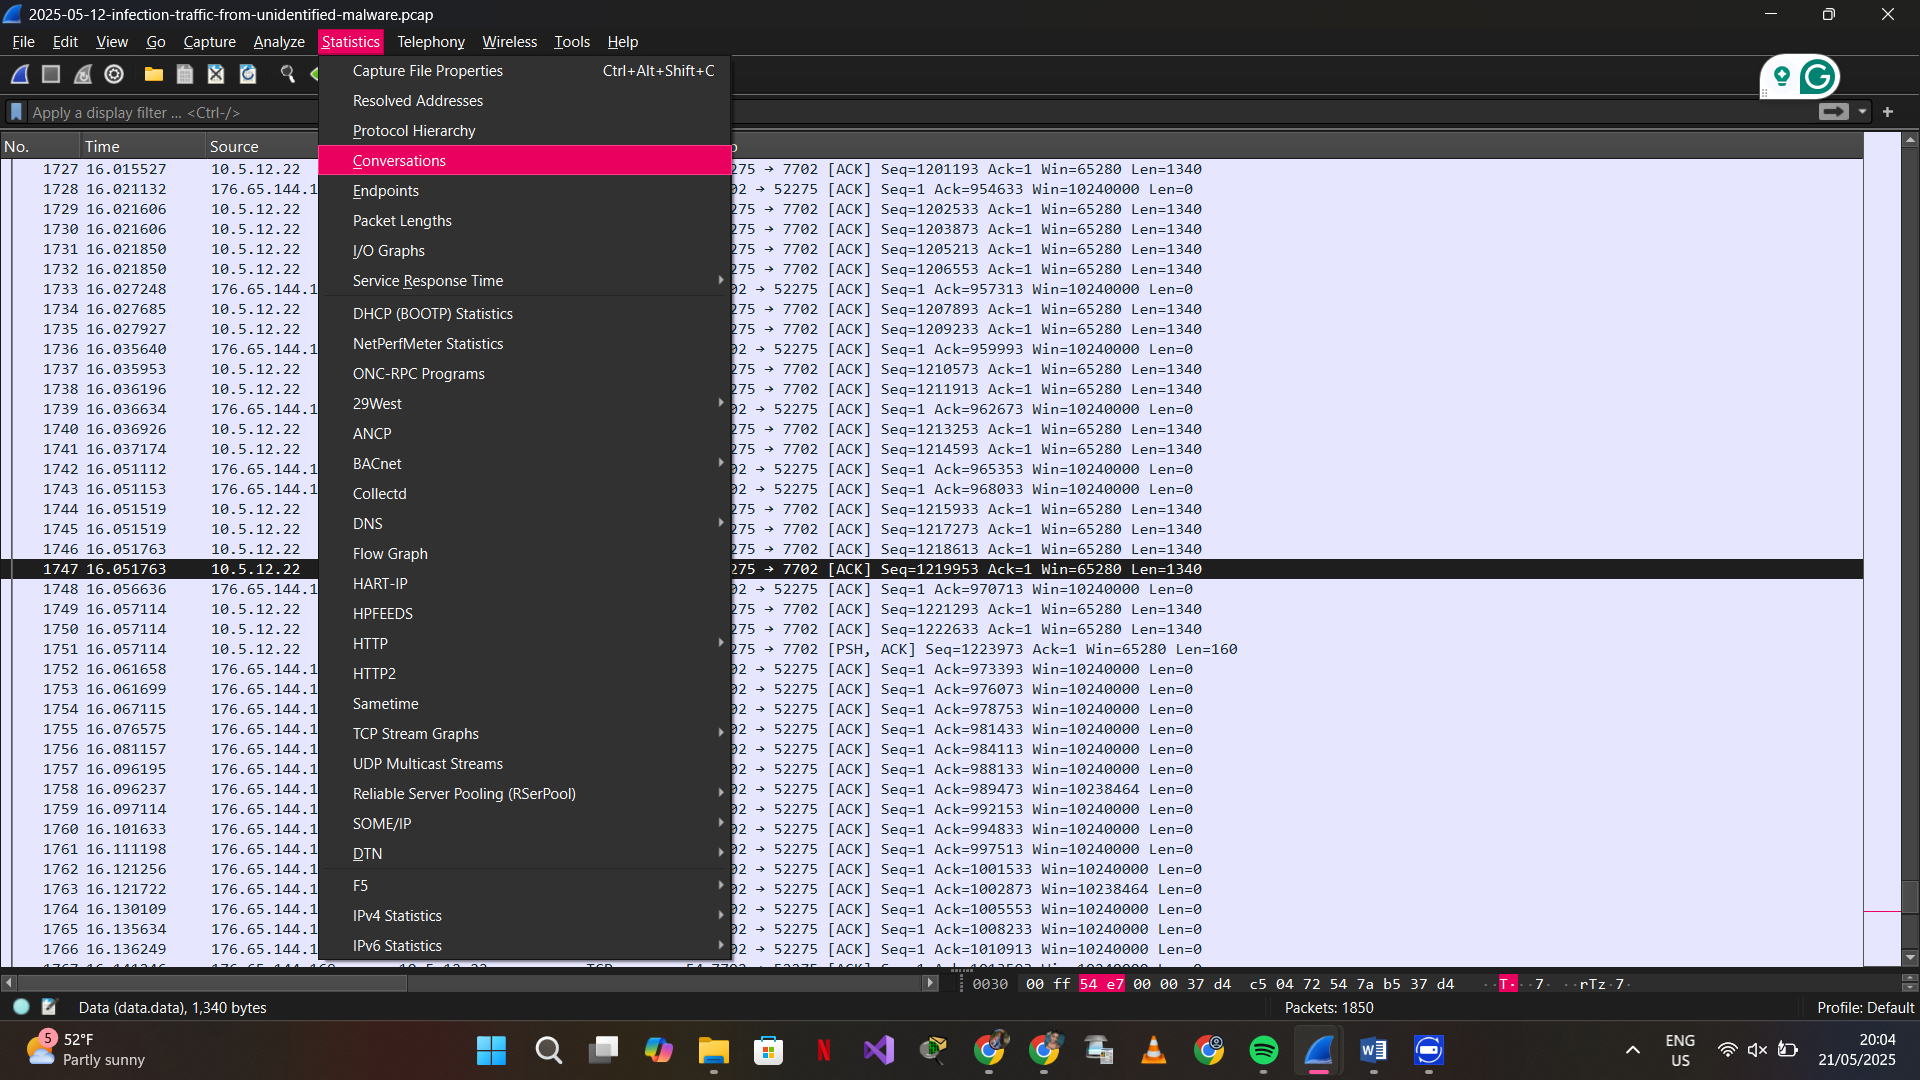 2025-05-12-infection-traffic-from-unidentified-malware.pcap
File Edit View Go Capture Analyze Statistics Telephony Wireless Tools Help
Apply a display filter ... <Ctrl-/>
Capture File Properties Ctrl+Alt+Shift+C
Resolved Addresses
Protocol Hierarchy
Conversations
Endpoints
Packet Lengths
I/O Graphs
Service Response Time
DHCP (BOOTP) Statistics
NetPerfMeter Statistics
ONC-RPC Programs
29West
ANCP
BACnet
Collectd
DNS
Flow Graph
HART-IP
HPFEEDS
HTTP
HTTP2
Sametime
TCP Stream Graphs
UDP Multicast Streams
Reliable Server Pooling (RSerPool)
SOME/IP
DTN
F5
IPv4 Statistics
IPv6 Statistics
No. Time Source
1727 16.015527 10.5.12.22 275 → 7702 [ACK] Seq=1201193 Ack=1 Win=65280 Len=1340
1728 16.021132 176.65.144.1 02 → 52275 [ACK] Seq=1 Ack=954633 Win=10240000 Len=0
1729 16.021606 10.5.12.22 275 → 7702 [ACK] Seq=1202533 Ack=1 Win=65280 Len=1340
1730 16.021606 10.5.12.22 275 → 7702 [ACK] Seq=1203873 Ack=1 Win=65280 Len=1340
1731 16.021850 10.5.12.22 275 → 7702 [ACK] Seq=1205213 Ack=1 Win=65280 Len=1340
1732 16.021850 10.5.12.22 275 → 7702 [ACK] Seq=1206553 Ack=1 Win=65280 Len=1340
1733 16.027248 176.65.144.1 02 → 52275 [ACK] Seq=1 Ack=957313 Win=10240000 Len=0
1734 16.027685 10.5.12.22 275 → 7702 [ACK] Seq=1207893 Ack=1 Win=65280 Len=1340
1735 16.027927 10.5.12.22 275 → 7702 [ACK] Seq=1209233 Ack=1 Win=65280 Len=1340
1736 16.035640 176.65.144.1 02 → 52275 [ACK] Seq=1 Ack=959993 Win=10240000 Len=0
1737 16.035953 10.5.12.22 275 → 7702 [ACK] Seq=1210573 Ack=1 Win=65280 Len=1340
1738 16.036196 10.5.12.22 275 → 7702 [ACK] Seq=1211913 Ack=1 Win=65280 Len=1340
1739 16.036634 176.65.144.1 02 → 52275 [ACK] Seq=1 Ack=962673 Win=10240000 Len=0
1740 16.036926 10.5.12.22 275 → 7702 [ACK] Seq=1213253 Ack=1 Win=65280 Len=1340
1741 16.037174 10.5.12.22 275 → 7702 [ACK] Seq=1214593 Ack=1 Win=65280 Len=1340
1742 16.051112 176.65.144.1 02 → 52275 [ACK] Seq=1 Ack=965353 Win=10240000 Len=0
1743 16.051153 176.65.144.1 02 → 52275 [ACK] Seq=1 Ack=968033 Win=10240000 Len=0
1744 16.051519 10.5.12.22 275 → 7702 [ACK] Seq=1215933 Ack=1 Win=65280 Len=1340
1745 16.051519 10.5.12.22 275 → 7702 [ACK] Seq=1217273 Ack=1 Win=65280 Len=1340
1746 16.051763 10.5.12.22 275 → 7702 [ACK] Seq=1218613 Ack=1 Win=65280 Len=1340
1747 16.051763 10.5.12.22 275 → 7702 [ACK] Seq=1219953 Ack=1 Win=65280 Len=1340
1748 16.056636 176.65.144.1 02 → 52275 [ACK] Seq=1 Ack=970713 Win=10240000 Len=0
1749 16.057114 10.5.12.22 275 → 7702 [ACK] Seq=1221293 Ack=1 Win=65280 Len=1340
1750 16.057114 10.5.12.22 275 → 7702 [ACK] Seq=1222633 Ack=1 Win=65280 Len=1340
1751 16.057114 10.5.12.22 275 → 7702 [PSH, ACK] Seq=1223973 Ack=1 Win=65280 Len=160
1752 16.061658 176.65.144.1 02 → 52275 [ACK] Seq=1 Ack=973393 Win=10240000 Len=0
1753 16.061699 176.65.144.1 02 → 52275 [ACK] Seq=1 Ack=976073 Win=10240000 Len=0
1754 16.067115 176.65.144.1 02 → 52275 [ACK] Seq=1 Ack=978753 Win=10240000 Len=0
1755 16.076575 176.65.144.1 02 → 52275 [ACK] Seq=1 Ack=981433 Win=10240000 Len=0
1756 16.081157 176.65.144.1 02 → 52275 [ACK] Seq=1 Ack=984113 Win=10240000 Len=0
1757 16.096195 176.65.144.1 02 → 52275 [ACK] Seq=1 Ack=988133 Win=10240000 Len=0
1758 16.096237 176.65.144.1 02 → 52275 [ACK] Seq=1 Ack=989473 Win=10238464 Len=0
1759 16.097114 176.65.144.1 02 → 52275 [ACK] Seq=1 Ack=992153 Win=10240000 Len=0
1760 16.101633 176.65.144.1 02 → 52275 [ACK] Seq=1 Ack=994833 Win=10240000 Len=0
1761 16.111198 176.65.144.1 02 → 52275 [ACK] Seq=1 Ack=997513 Win=10240000 Len=0
1762 16.121256 176.65.144.1 02 → 52275 [ACK] Seq=1 Ack=1001533 Win=10240000 Len=0
1763 16.121722 176.65.144.1 02 → 52275 [ACK] Seq=1 Ack=1002873 Win=10238464 Len=0
1764 16.130109 176.65.144.1 02 → 52275 [ACK] Seq=1 Ack=1005553 Win=10240000 Len=0
1765 16.135634 176.65.144.1 02 → 52275 [ACK] Seq=1 Ack=1008233 Win=10240000 Len=0
1766 16.136249 176.65.144.1 02 → 52275 [ACK] Seq=1 Ack=1010913 Win=10240000 Len=0
0030 00 ff 54 e7 00 00 37 d4 c5 04 72 54 7a b5 37 d4 ··T···7· ··rTz·7·
Data (data.data), 1,340 bytes Packets: 1850 Profile: Default
5
52°F
Partly sunny
ENG
US
20:04
21/05/2025